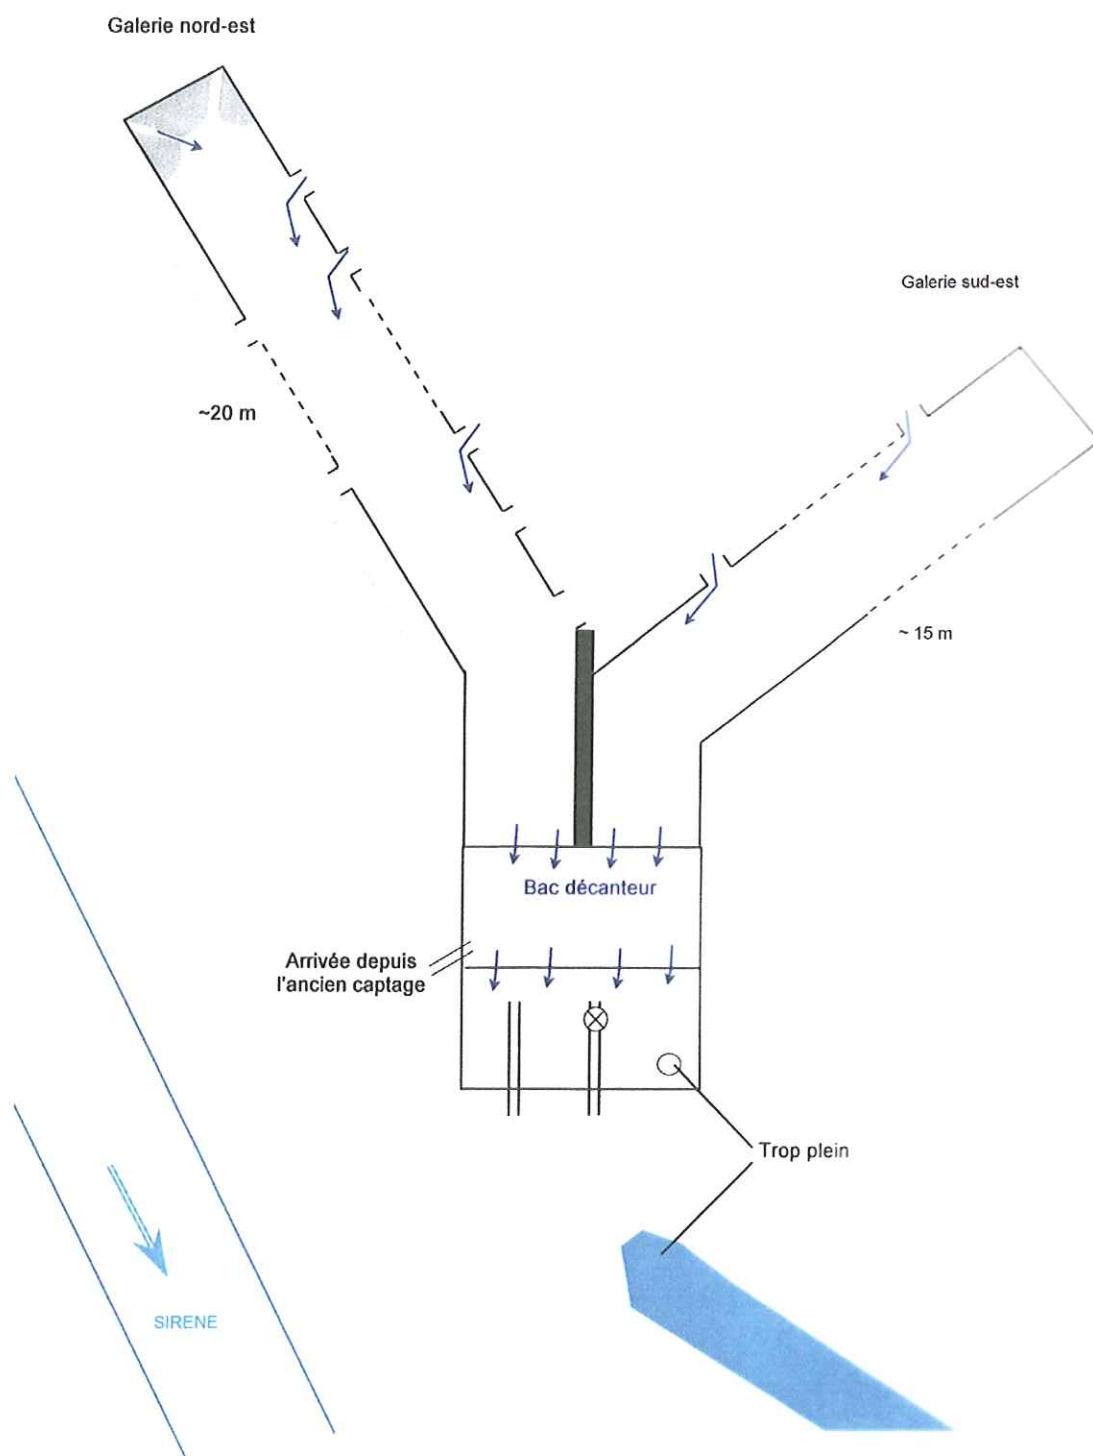 Galerie nord-est
Galerie sud-est
~20 m
~ 15 m
Bac décanteur
Arrivée depuis
l'ancien captage
Trop plein
SIRENE